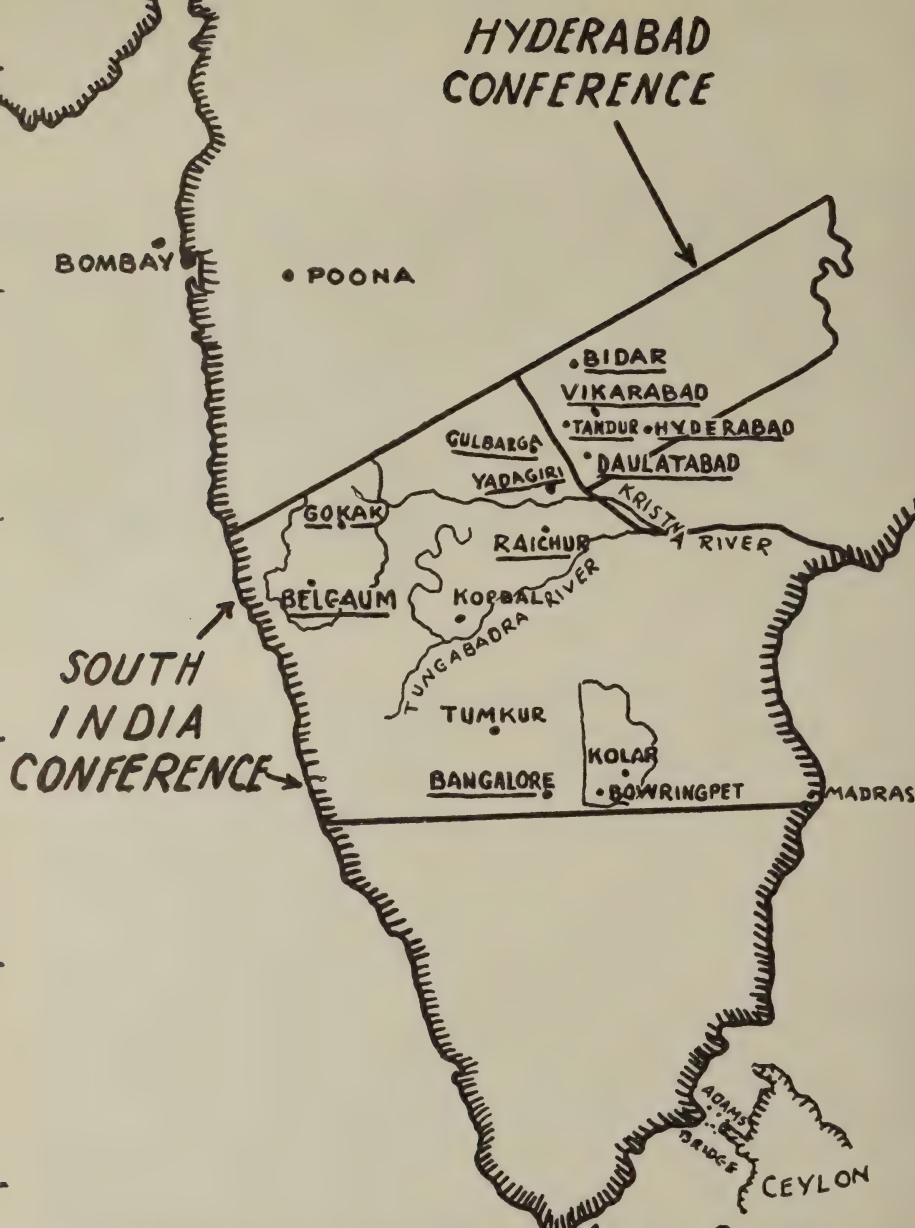 HYDERABAD
CONFERENCE
BOMBAY
POONA
BIDAR
VIKARABAD
TANDUR
HYDERABAD
GULBARGA
DAULATABAD
YADAGIRI
KRISTNA RIVER
GOKAK
RAICHUR
BELGAUM
KOPBAL
TUNGABADRA RIVER
SOUTH
INDIA
CONFERENCE
TUMKUR
KOLAR
BANGALORE
BOWRINGPET
MADRAS
ADAMS
BRIDGE
CEYLON